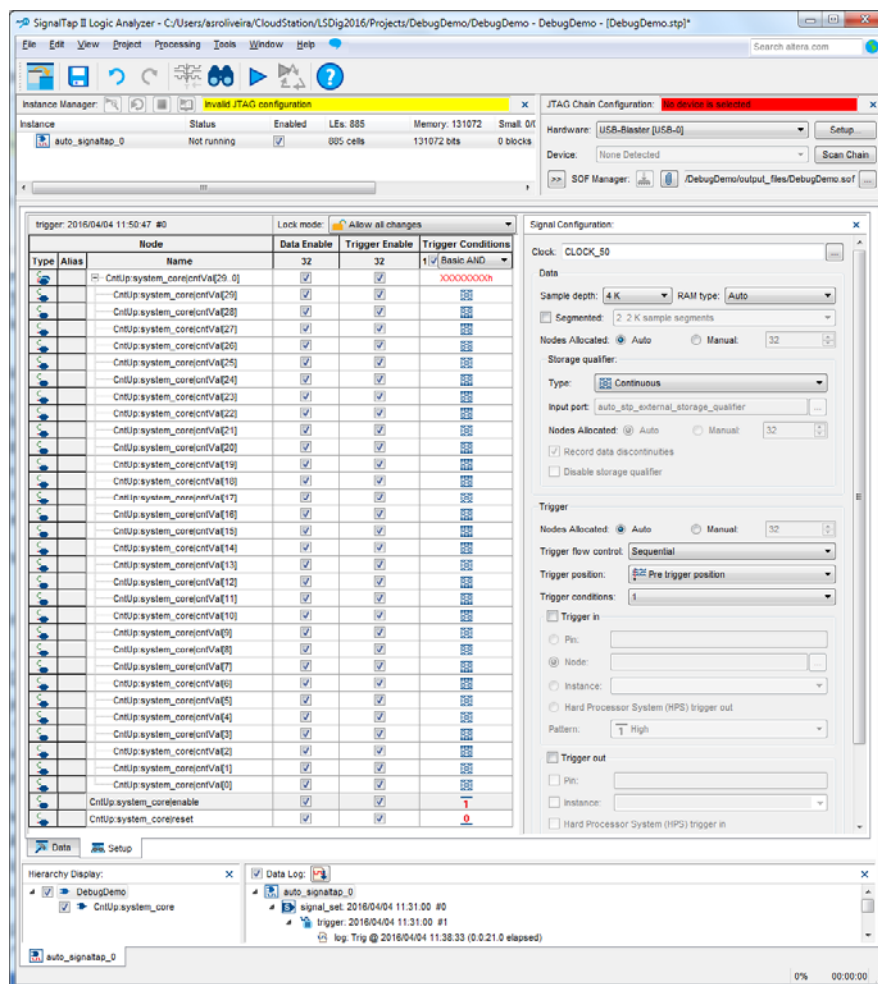 SignalTap II Logic Analyzer - C:/Users/asroliveira/CloudStation/LSDig2016/Projects/DebugDemo/DebugDemo - DebugDemo - [DebugDemo.stp]*
File Edit View Project Processing Tools Window Help
Search altera.com
Instance Manager: Invalid JTAG configuration
Instance Status Enabled LEs: 885 Memory: 131072 Small: 0/0
auto_signaltap_0 Not running 885 cells 131072 bits 0 blocks
JTAG Chain Configuration: No device is selected
Hardware: USB-Blaster [USB-0] Setup...
Device: None Detected Scan Chain
>> SOF Manager: /DebugDemo/output_files/DebugDemo.sof ...
trigger: 2016/04/04 11:50:47 #0 Lock mode: Allow all changes
Node Data Enable Trigger Enable Trigger Conditions
Type Alias Name 32 32 1 Basic AND
CntUp:system_core|cntVal[29..0] XXXXXXXXh
CntUp:system_core|cntVal[29]
CntUp:system_core|cntVal[28]
CntUp:system_core|cntVal[27]
CntUp:system_core|cntVal[26]
CntUp:system_core|cntVal[25]
CntUp:system_core|cntVal[24]
CntUp:system_core|cntVal[23]
CntUp:system_core|cntVal[22]
CntUp:system_core|cntVal[21]
CntUp:system_core|cntVal[20]
CntUp:system_core|cntVal[19]
CntUp:system_core|cntVal[18]
CntUp:system_core|cntVal[17]
CntUp:system_core|cntVal[16]
CntUp:system_core|cntVal[15]
CntUp:system_core|cntVal[14]
CntUp:system_core|cntVal[13]
CntUp:system_core|cntVal[12]
CntUp:system_core|cntVal[11]
CntUp:system_core|cntVal[10]
CntUp:system_core|cntVal[9]
CntUp:system_core|cntVal[8]
CntUp:system_core|cntVal[7]
CntUp:system_core|cntVal[6]
CntUp:system_core|cntVal[5]
CntUp:system_core|cntVal[4]
CntUp:system_core|cntVal[3]
CntUp:system_core|cntVal[2]
CntUp:system_core|cntVal[1]
CntUp:system_core|cntVal[0]
CntUp:system_core|enable 1
CntUp:system_core|reset 0
Signal Configuration:
Clock: CLOCK_50 ...
Data
Sample depth: 4 K RAM type: Auto
Segmented: 2 2 K sample segments
Nodes Allocated: Auto Manual: 32
Storage qualifier:
Type: Continuous
Input port: auto_stp_external_storage_qualifier ...
Nodes Allocated: Auto Manual: 32
Record data discontinuities
Disable storage qualifier
Trigger
Nodes Allocated: Auto Manual: 32
Trigger flow control: Sequential
Trigger position: Pre trigger position
Trigger conditions: 1
Trigger in
Pin:
Node: ...
Instance:
Hard Processor System (HPS) trigger out
Pattern: 1 High
Trigger out
Pin:
Instance:
Hard Processor System (HPS) trigger in
Data Setup
Hierarchy Display:
DebugDemo
CntUp:system_core
Data Log:
auto_signaltap_0
signal_set: 2016/04/04 11:31:00 #0
trigger: 2016/04/04 11:31:00 #1
log: Trig @ 2016/04/04 11:38:33 (0:0:21.0 elapsed)
auto_signaltap_0
0% 00:00:00